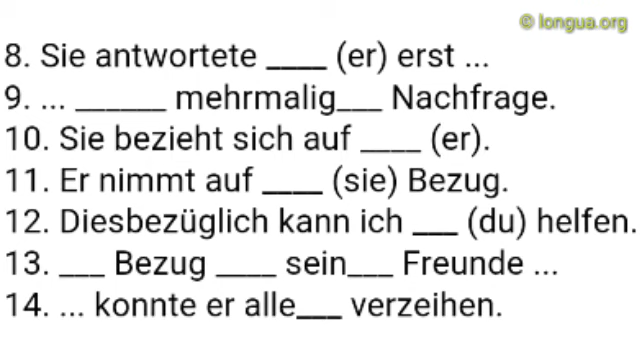 © longua.org
8. Sie antwortete ____ (er) erst ...
9. ... ______ mehrmalig___ Nachfrage.
10. Sie bezieht sich auf ____ (er).
11. Er nimmt auf ____ (sie) Bezug.
12. Diesbezüglich kann ich ___ (du) helfen.
13. ___ Bezug ____ sein___ Freunde ...
14. ... konnte er alle___ verzeihen.